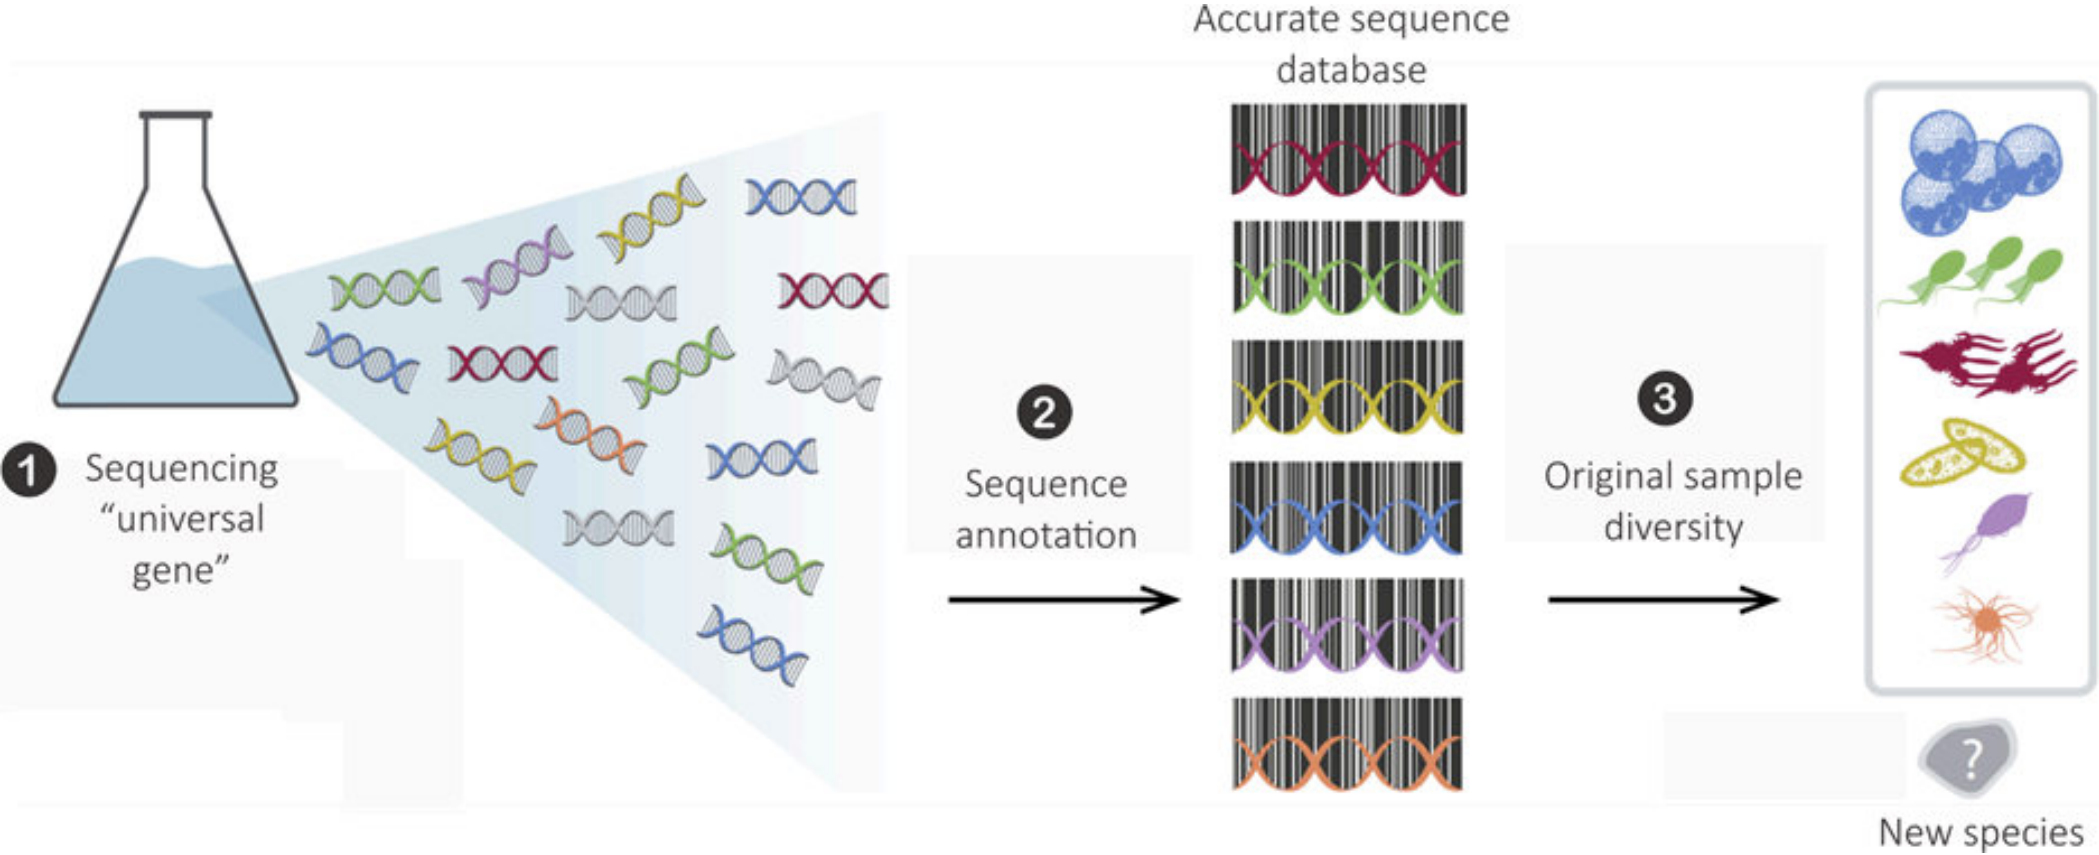 Accurate sequence
database
1
Sequencing
“universal
gene”
2
Sequence
annotation
3
Original sample
diversity
?
New species